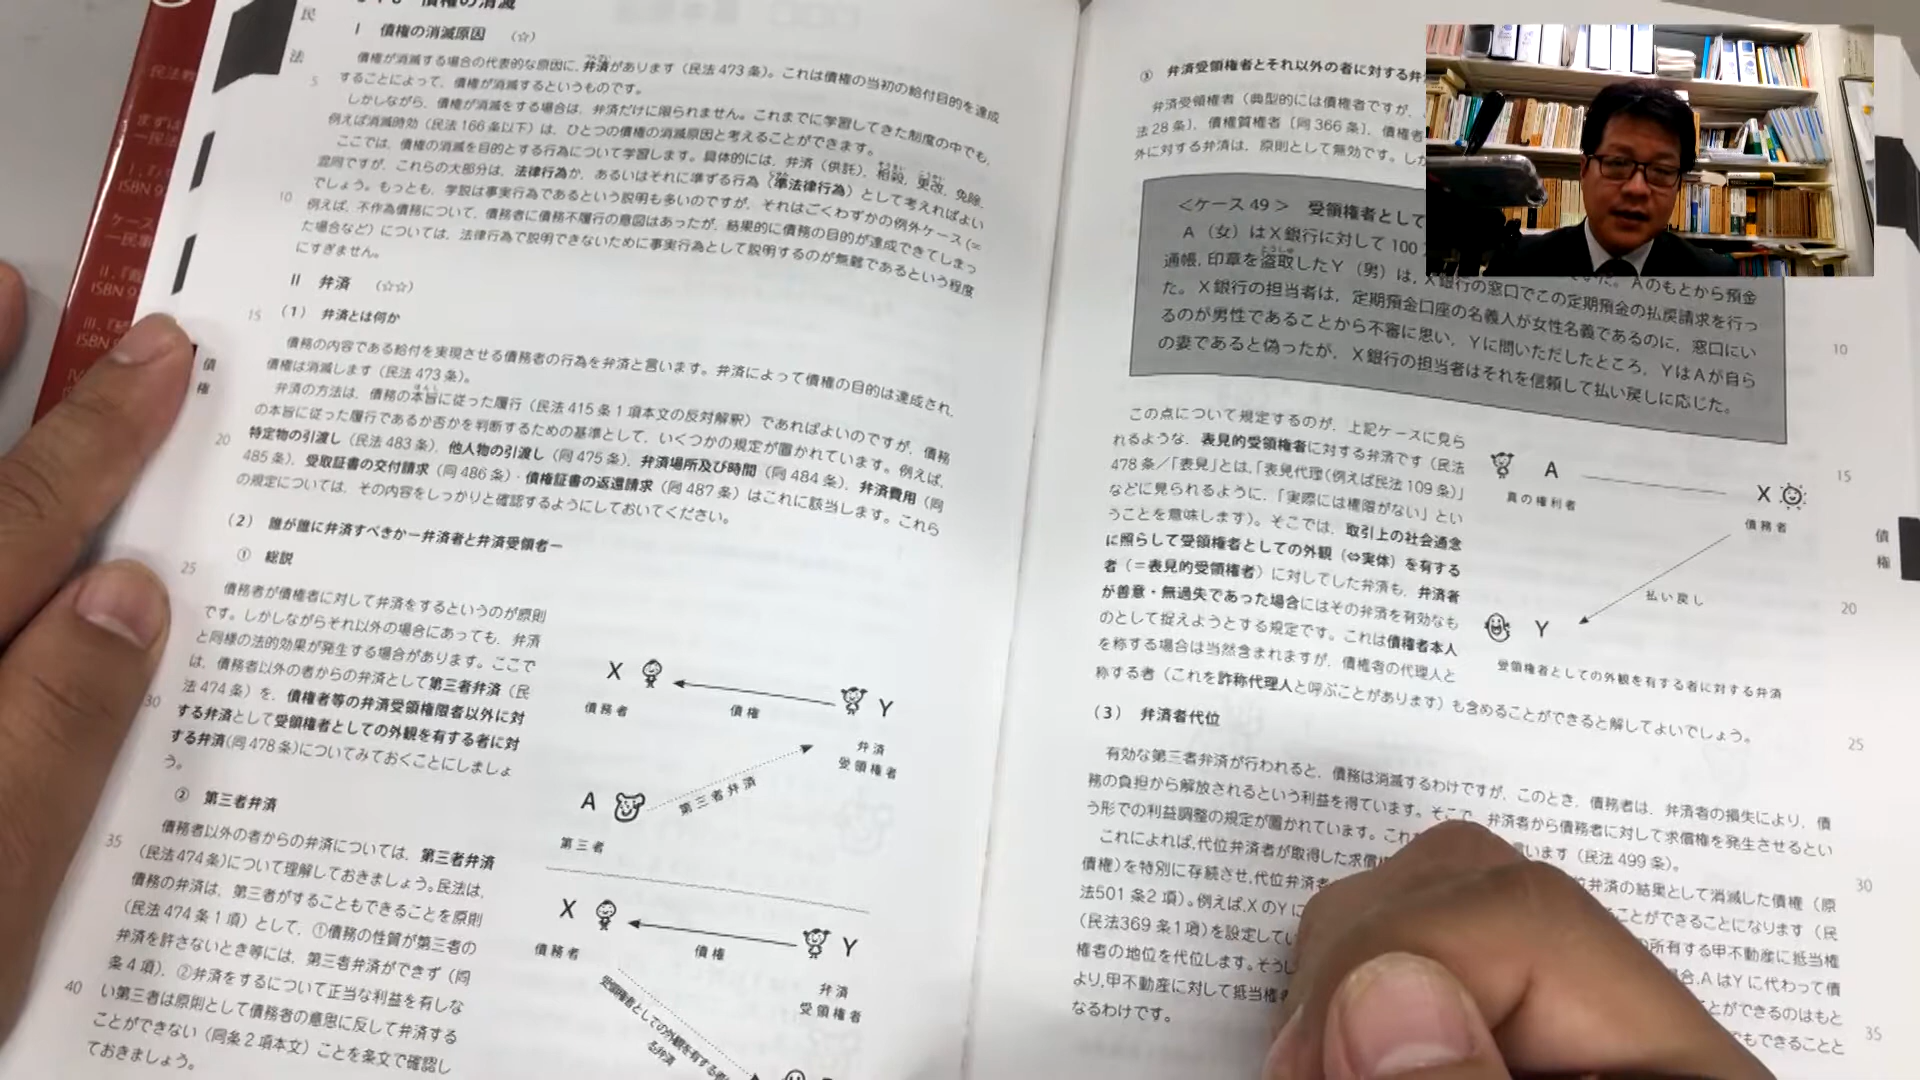 債権の消滅
民
法
Ⅰ 債権の消滅原因 （☆）
債権が消滅する場合の代表的な原因に，弁済があります（民法473条）。これは債権の当初の給付目的を達成
することによって，債権が消滅するというものです。
しかしながら，債権が消滅をする場合は，弁済だけに限られません。これまでに学習してきた制度の中でも，
例えば消滅時効（民法166条以下）は，ひとつの債権の消滅原因と考えることができます。
ここでは，債権の消滅を目的とする行為について学習します。具体的には，弁済（供託），相殺，更改，免除，
混同ですが，これらの大部分は，法律行為か，あるいはそれに準ずる行為（準法律行為）として考えればよい
でしょう。もっとも，学説は事実行為であるという説明も多いのですが，それはごくわずかの例外ケース（＝
例えば，不作為債務について，債務者に債務不履行の意図はあったが，結果的に債務の目的が達成できてしまっ
た場合など）については，法律行為で説明できないために事実行為として説明するのが無難であるという程度
にすぎません。
Ⅱ 弁済 （☆☆）
（1） 弁済とは何か
債務の内容である給付を実現させる債務者の行為を弁済と言います。弁済によって債権の目的は達成され，
債権は消滅します（民法473条）。
弁済の方法は，債務の本旨に従った履行（民法415条1項本文の反対解釈）であればよいのですが，債務
の本旨に従った履行であるか否かを判断するための基準として，いくつかの規定が置かれています。例えば，
特定物の引渡し（民法483条），他人物の引渡し（同475条），弁済場所及び時間（同484条），弁済費用（同
485条），受取証書の交付請求（同486条）・債権証書の返還請求（同487条）はこれに該当します。これら
の規定については，その内容をしっかりと確認するようにしておいてください。
（2） 誰が誰に弁済すべきか－弁済者と弁済受領者－
① 総説
債務者が債権者に対して弁済をするというのが原則
です。しかしながらそれ以外の場合にあっても，弁済
と同様の法的効果が発生する場合があります。ここで
は，債務者以外の者からの弁済として第三者弁済（民
法474条）を，債権者等の弁済受領権限者以外に対
する弁済として受領権者としての外観を有する者に対
する弁済（同478条）についてみておくことにしましょ
う。
② 第三者弁済
債務者以外の者からの弁済については，第三者弁済
（民法474条）について理解しておきましょう。民法は，
債務の弁済は，第三者がすることもできることを原則
（民法474条1項）として，①債務の性質が第三者の
弁済を許さないとき等には，第三者弁済ができず（同
条4項），②弁済をするについて正当な利益を有しな
い第三者は原則として債務者の意思に反して弁済する
ことができない（同条2項本文）ことを条文で確認し
ておきましょう。
5
10
15
20
25
30
35
40
債
権
X
債務者
債権
Y
弁済
受領権者
A
第三者
第三者弁済
X
債務者
債権
Y
弁済
受領権者
ISBN 9
ISBN 9
③ 弁済受領権者とそれ以外の者に対する弁
弁済受領権者（典型的には債権者ですが，
法28条］，債権質権者［同366条］，債権者
外に対する弁済は，原則として無効です。しか
＜ケース49＞ 受領権者として
A（女）はX銀行に対して100
Aのもとから預金
通帳，印章を盗取したY（男）は，X銀行の窓口でこの定期預金の払戻請求を行っ
た。X銀行の担当者は，定期預金口座の名義人が女性名義であるのに，窓口にい
るのが男性であることから不審に思い，Yに問いただしたところ，YはAが自ら
の妻であると偽ったが，X銀行の担当者はそれを信頼して払い戻しに応じた。
この点について規定するのが，上記ケースに見ら
れるような，表見的受領権者に対する弁済です（民法
478条／「表見」とは，「表見代理（例えば民法109条）」
などに見られるように，「実際には権限がない」とい
うことを意味します）。そこでは，取引上の社会通念
に照らして受領権者としての外観（⇔実体）を有する
者（＝表見的受領権者）に対してした弁済も，弁済者
が善意・無過失であった場合にはその弁済を有効なも
のとして捉えようとする規定です。これは債権者本人
を称する場合は当然含まれますが，債権者の代理人と
称する者（これを詐称代理人と呼ぶことがあります）も含めることができると解してよいでしょう。
A
真の権利者
X
債務者
払い戻し
Y
受領権者としての外観を有する者に対する弁済
（3） 弁済者代位
有効な第三者弁済が行われると，債務は消滅するわけですが，このとき，債務者は，弁済者の損失により，債
務の負担から解放されるという利益を得ています。そこで，弁済者から債務者に対して求償権を発生させるとい
う形での利益調整の規定が置かれています。これ
います（民法499条）。
これによれば，代位弁済者が取得した求償
位弁済の結果として消滅した債権（原
債権）を特別に存続させ，代位弁済者
ことができることになります（民
法501条2項）。例えば，XのYに
所有する甲不動産に抵当権
（民法369条1項）を設定してい
合，AはYに代わって債
権者の地位を代位します。そうし
ことができるのはもと
より，甲不動産に対して抵当権
でもできることと
なるわけです。
10
15
20
25
30
35
債
権